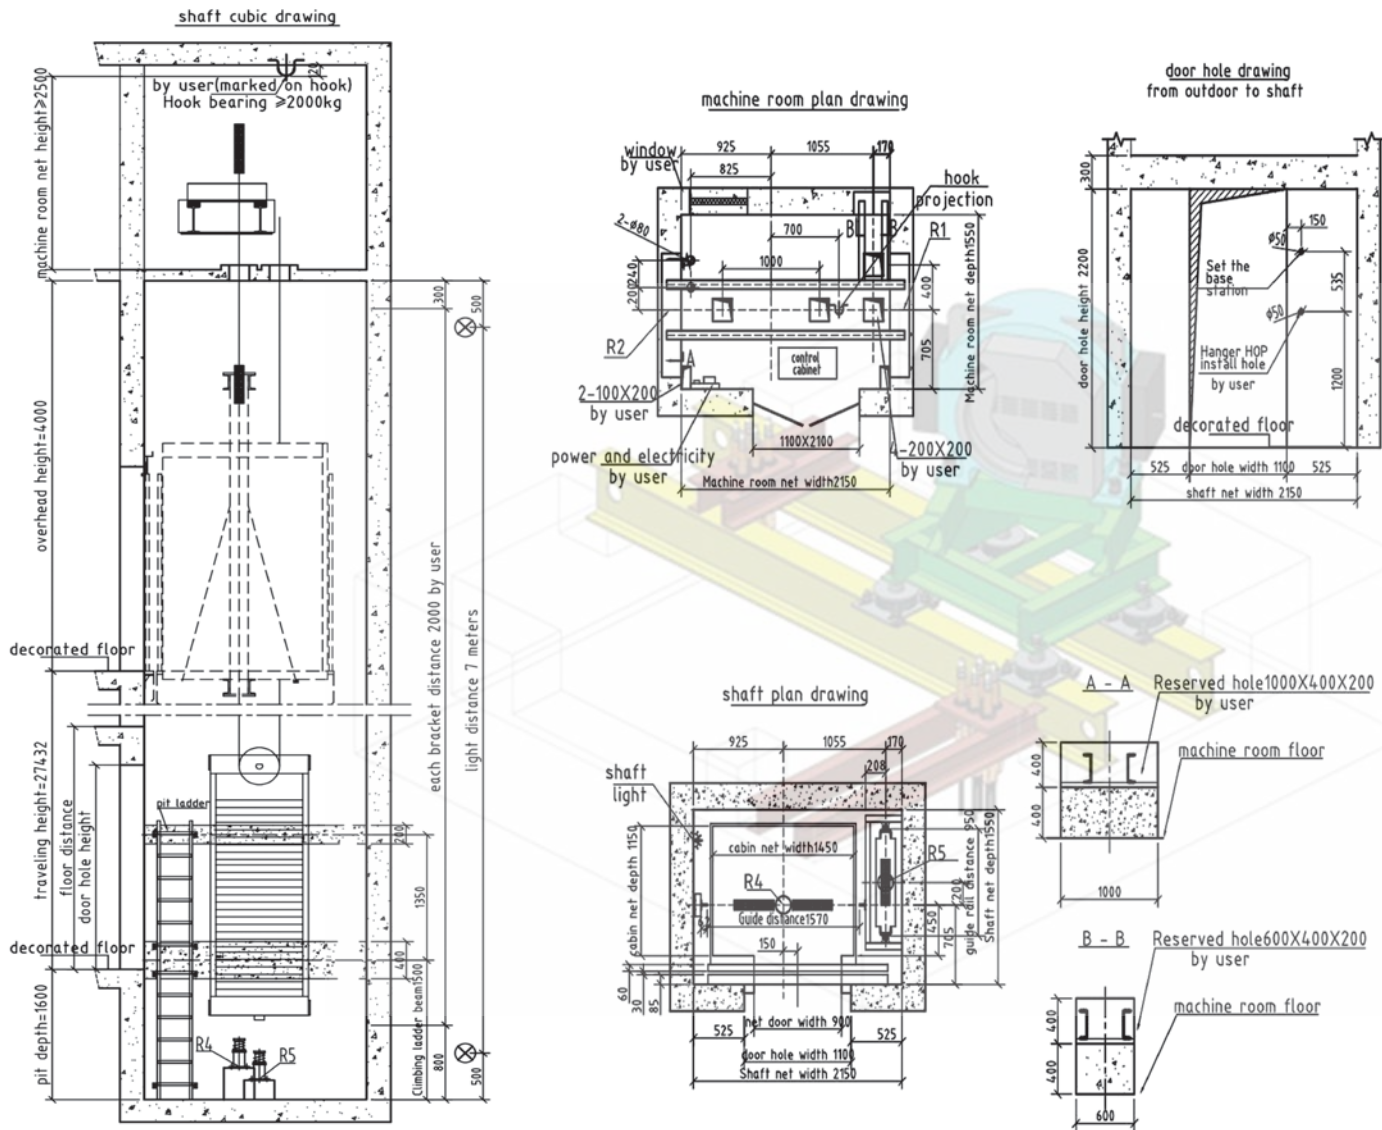 shaft cubic drawing
20
by user(marked on hook)
Hook bearing ≥2000kg
machine room net height≥2500
300
500
overhead height=4000
each bracket distance 2000 by user
light distance 7 meters
decorated floor
traveling height=27432
floor distance
door hole height
pit ladder
200
1350
decorated floor
400
Climbing ladder beam1500
pit depth=1600
R4
R5
800
500
machine room plan drawing
925
1055
170
window
by user
825
hook
projection
2-ø80
700
B
B
R1
240
200
1000
400
Machine room net depth1550
R2
A
control
cabinet
705
2-100X200
by user
1100X2100
4-200X200
by user
power and electricity
by user
Machine room net width2150
door hole drawing
from outdoor to shaft
300
150
ø50
Set the
base
station
535
door hole height 2200
ø50
Hanger HOP
install hole
by user
1200
decorated floor
525
door hole width 1100
525
shaft net width 2150
shaft plan drawing
925
1055
170
208
shaft
light
cabin net width1450
cabin net depth 1150
R5
R4
Guide distance1570
guide rail distance 950
Shaft net depth1550
200
450
705
150
60
30
85
525
net door width 900
525
door hole width 1100
Shaft net width 2150
A - A
Reserved hole1000X400X200
by user
400
machine room floor
400
1000
B - B
Reserved hole600X400X200
by user
400
machine room floor
400
600